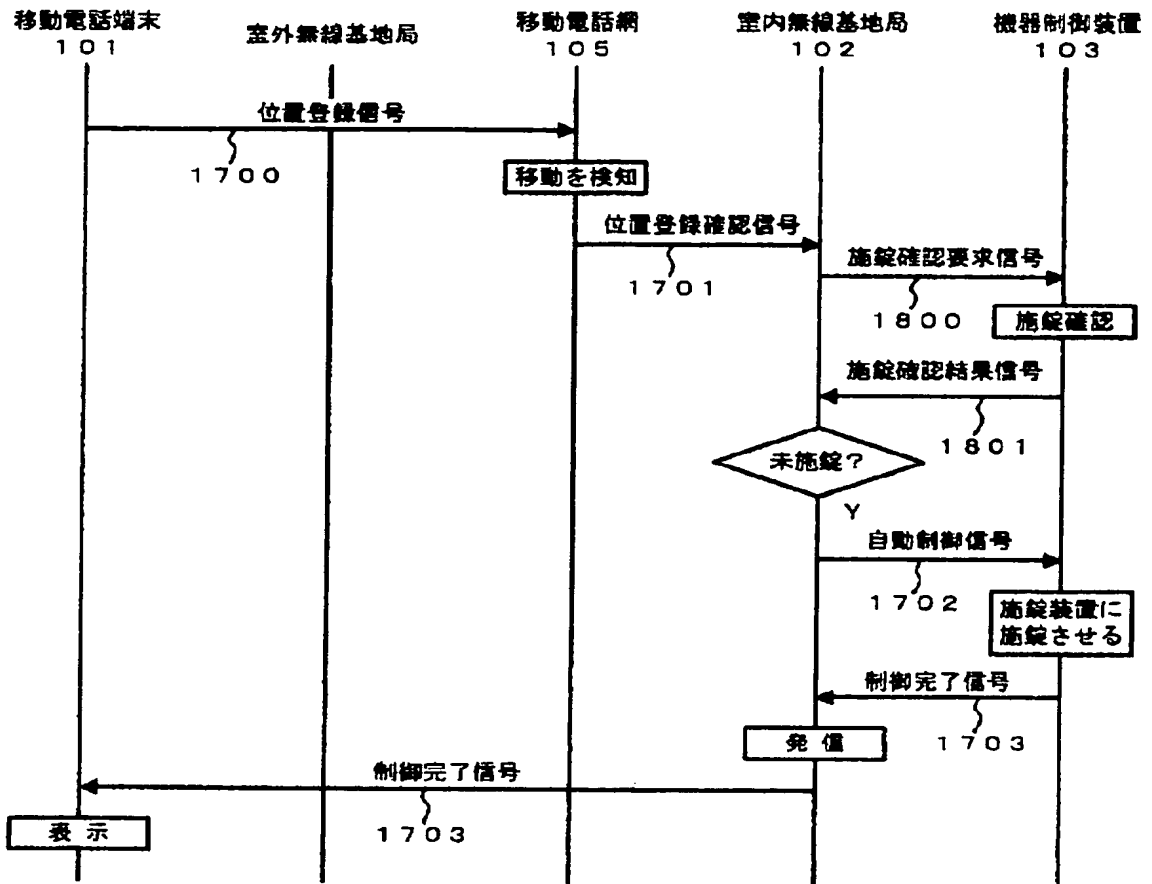 移動電話端末
101
室外無線基地局
移動電話網
105
室内無線基地局
102
機器制御装置
103
位置登録信号
1700
移動を検知
位置登録確認信号
1701
施錠確認要求信号
1800
施錠確認
施錠確認結果信号
1801
未施錠?
Y
自動制御信号
1702
施錠装置に
施錠させる
制御完了信号
1703
発信
制御完了信号
1703
表示